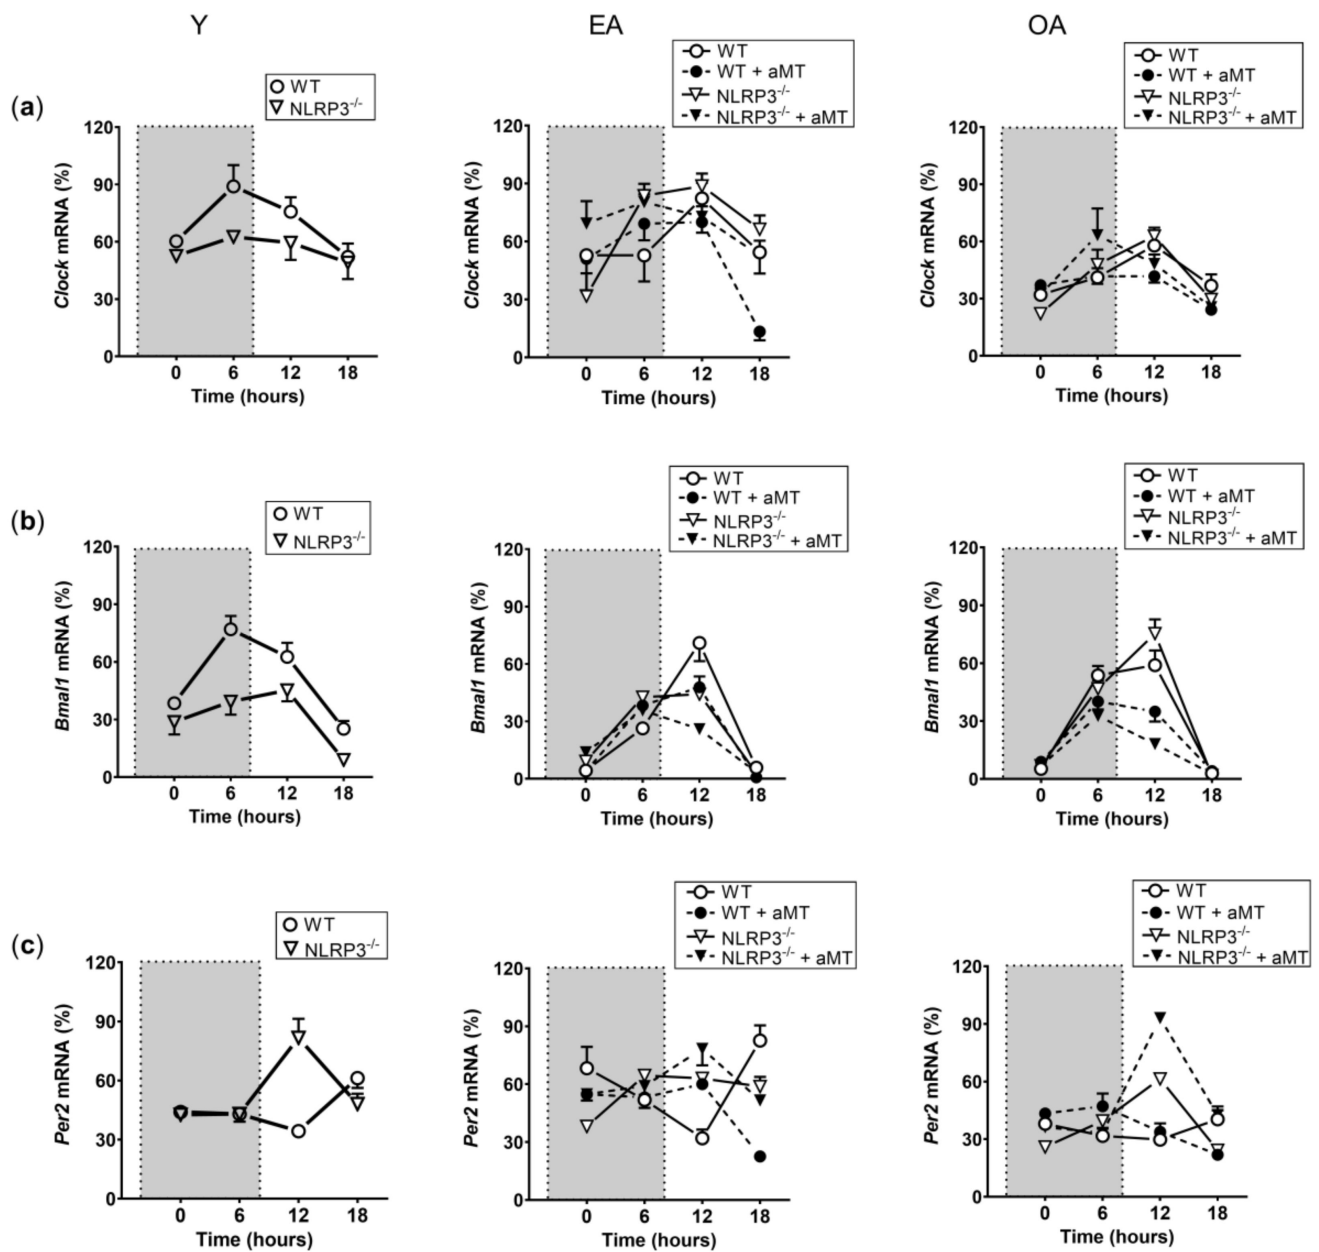 Y
EA
OA
(a)
WT
NLRP3-/-
120
90
60
30
0
Clock mRNA (%)
0 6 12 18
Time (hours)
WT
WT + aMT
NLRP3-/-
NLRP3-/- + aMT
120
90
60
30
0
Clock mRNA (%)
0 6 12 18
Time (hours)
WT
WT + aMT
NLRP3-/-
NLRP3-/- + aMT
120
90
60
30
0
Clock mRNA (%)
0 6 12 18
Time (hours)
(b)
WT
NLRP3-/-
120
90
60
30
0
Bmal1 mRNA (%)
0 6 12 18
Time (hours)
WT
WT + aMT
NLRP3-/-
NLRP3-/- + aMT
120
90
60
30
0
Bmal1 mRNA (%)
0 6 12 18
Time (hours)
WT
WT + aMT
NLRP3-/-
NLRP3-/- + aMT
120
90
60
30
0
Bmal1 mRNA (%)
0 6 12 18
Time (hours)
(c)
WT
NLRP3-/-
120
90
60
30
0
Per2 mRNA (%)
0 6 12 18
Time (hours)
WT
WT + aMT
NLRP3-/-
NLRP3-/- + aMT
120
90
60
30
0
Per2 mRNA (%)
0 6 12 18
Time (hours)
WT
WT + aMT
NLRP3-/-
NLRP3-/- + aMT
120
90
60
30
0
Per2 mRNA (%)
0 6 12 18
Time (hours)